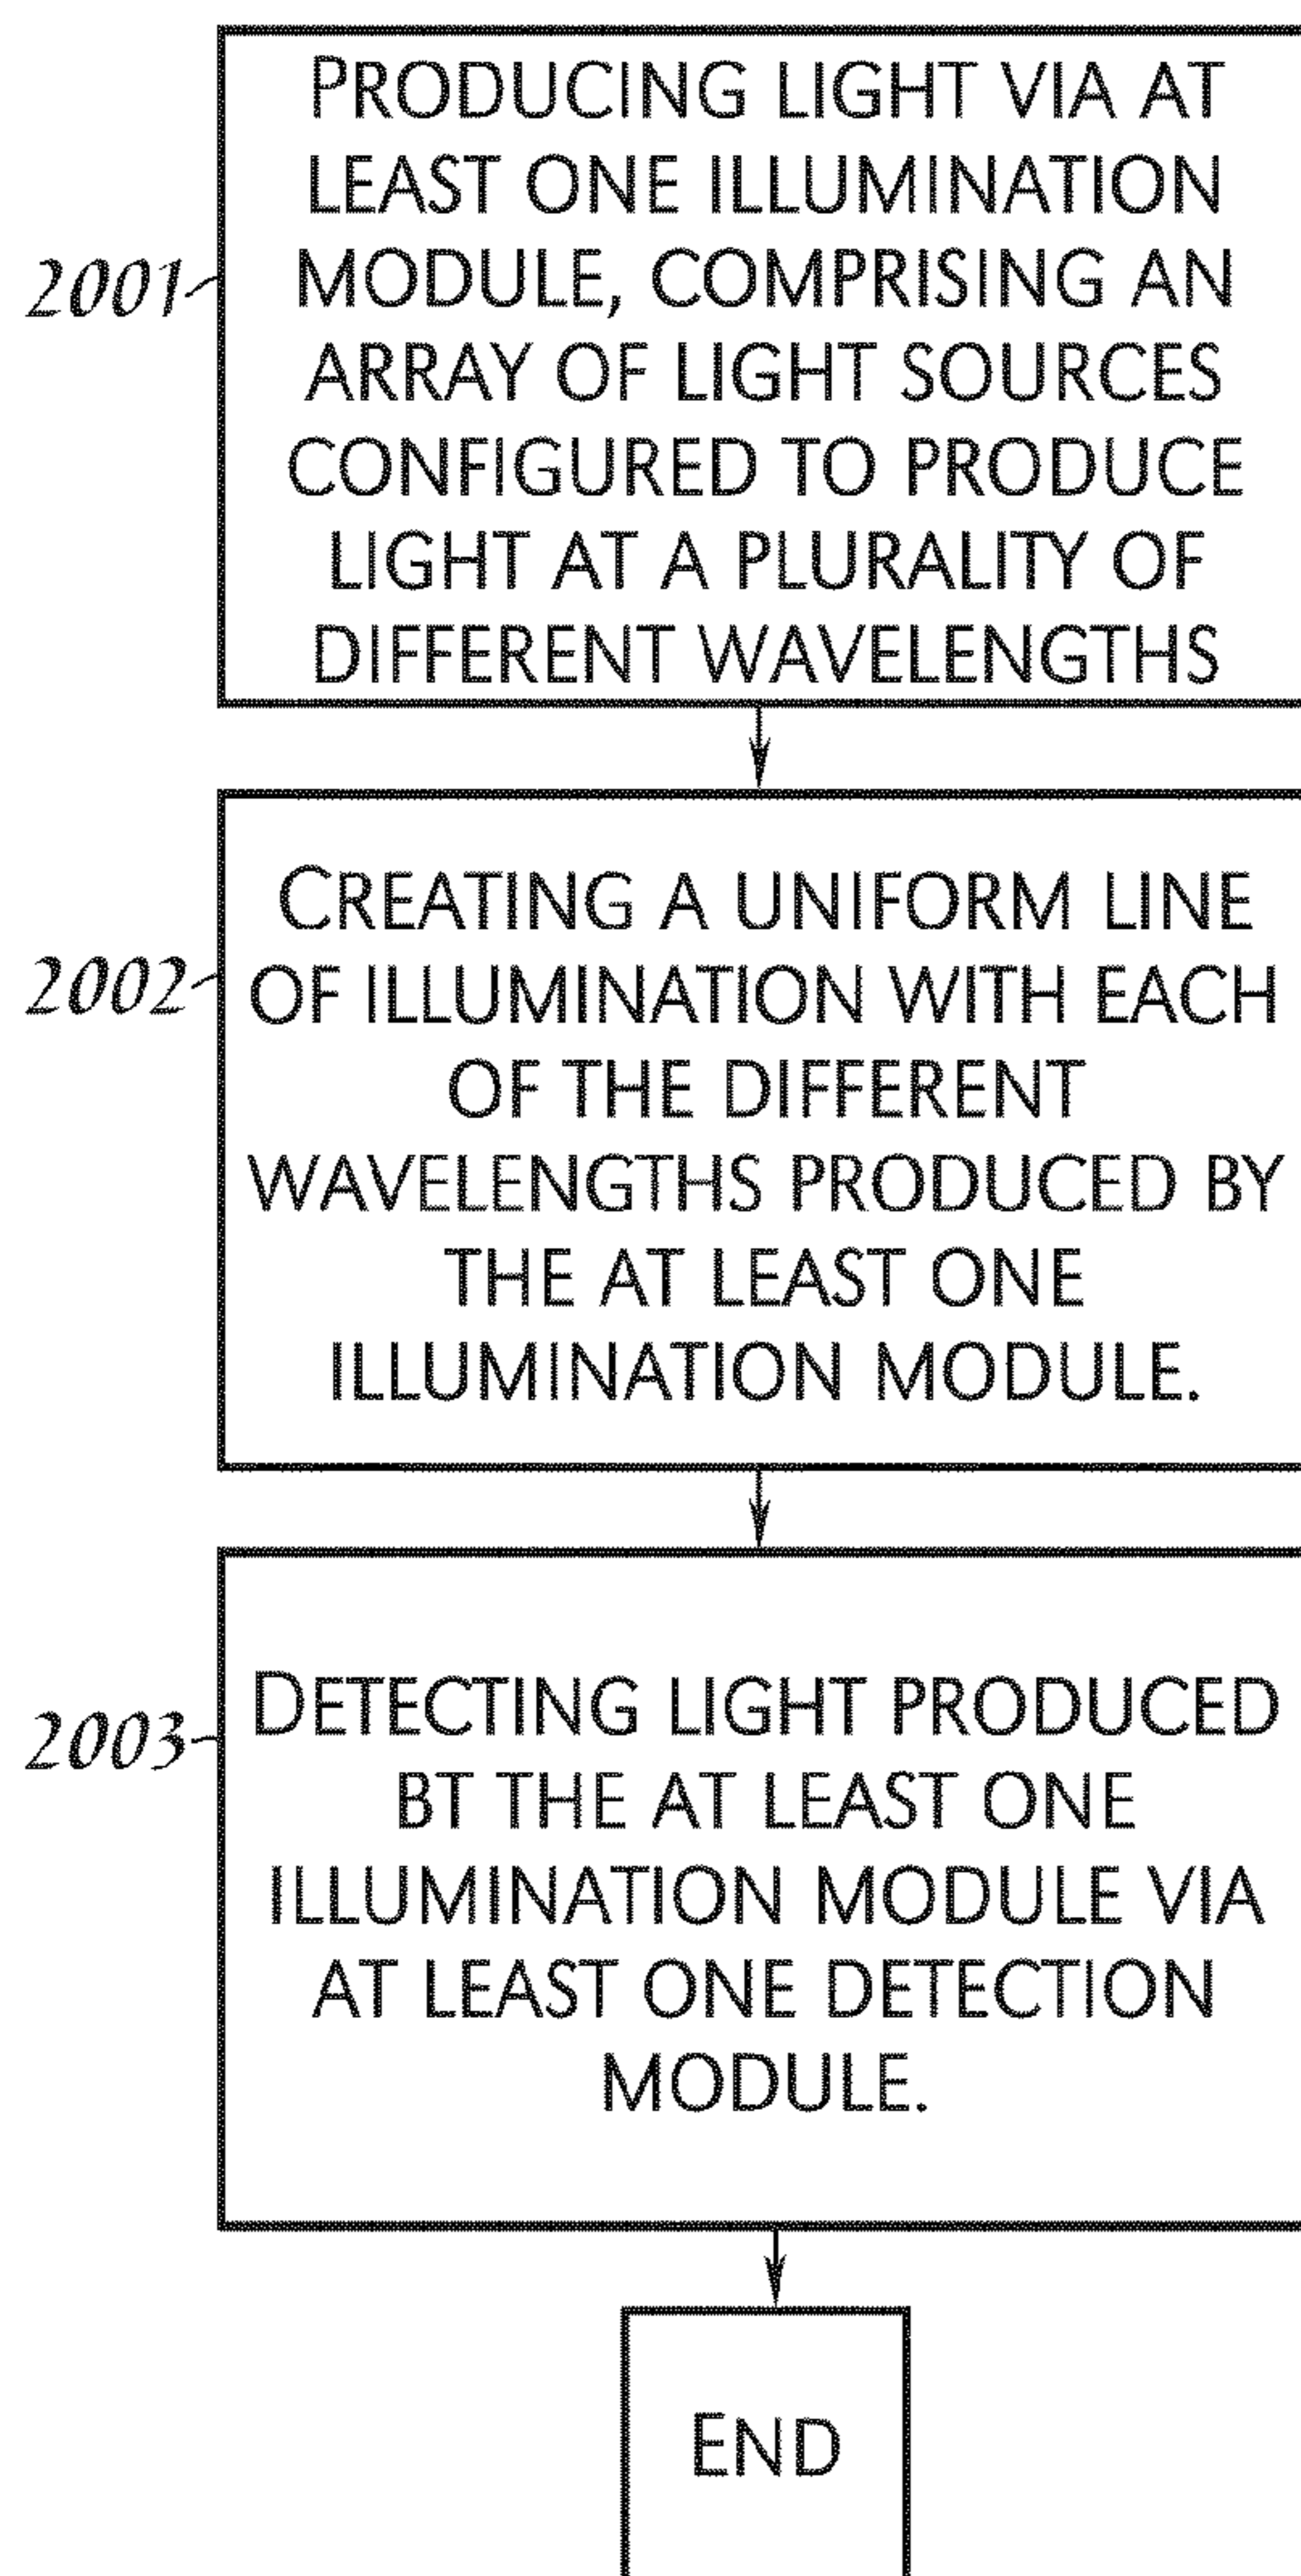 PRODUCING LIGHT VIA AT
LEAST ONE ILLUMINATION
MODULE, COMPRISING AN
2001
ARRAY OF LIGHT SOURCES
CONFIGURED TO PRODUCE
LIGHT AT A PLURALITY OF
DIFFERENT WAVELENGTHS
CREATING A UNIFORM LINE
2002
OF ILLUMINATION WITH EACH
OF THE DIFFERENT
WAVELENGTHS PRODUCED BY
THE AT LEAST ONE
ILLUMINATION MODULE.
DETECTING LIGHT PRODUCED
2003
BT THE AT LEAST ONE
ILLUMINATION MODULE VIA
AT LEAST ONE DETECTION
MODULE.
END